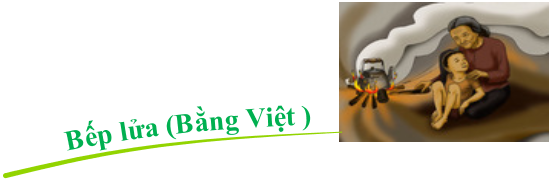 Bếp lửa (Bằng Việt )